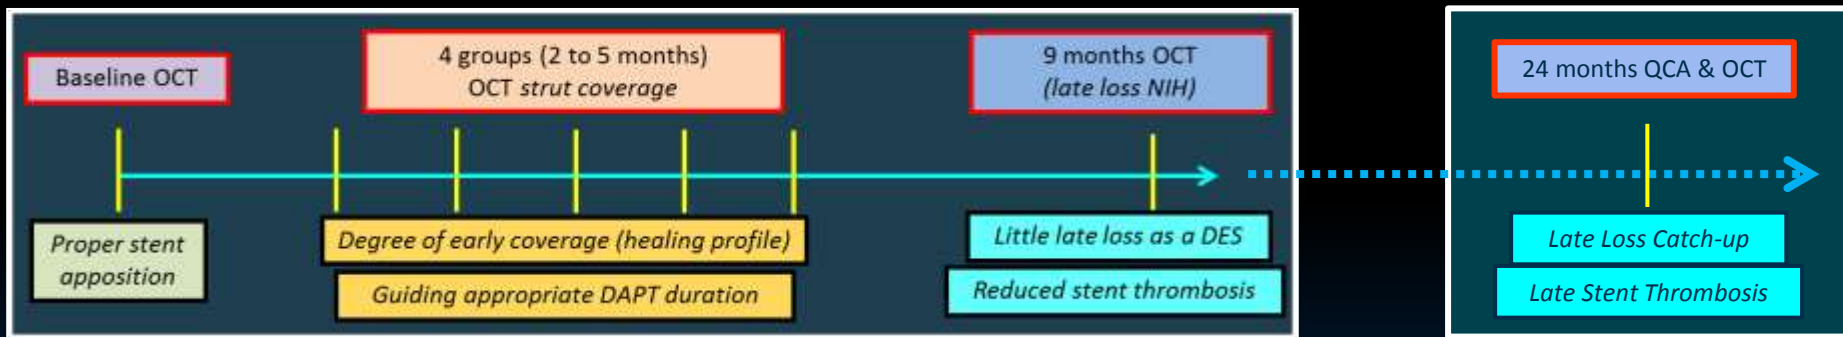 Baseline OCT
4 groups (2 to 5 months)
OCT strut coverage
9 months OCT
(late loss NIH)
24 months QCA & OCT
Proper stent
apposition
Degree of early coverage (healing profile)
Guiding appropriate DAPT duration
Little late loss as a DES
Reduced stent thrombosis
Late Loss Catch-up
Late Stent Thrombosis